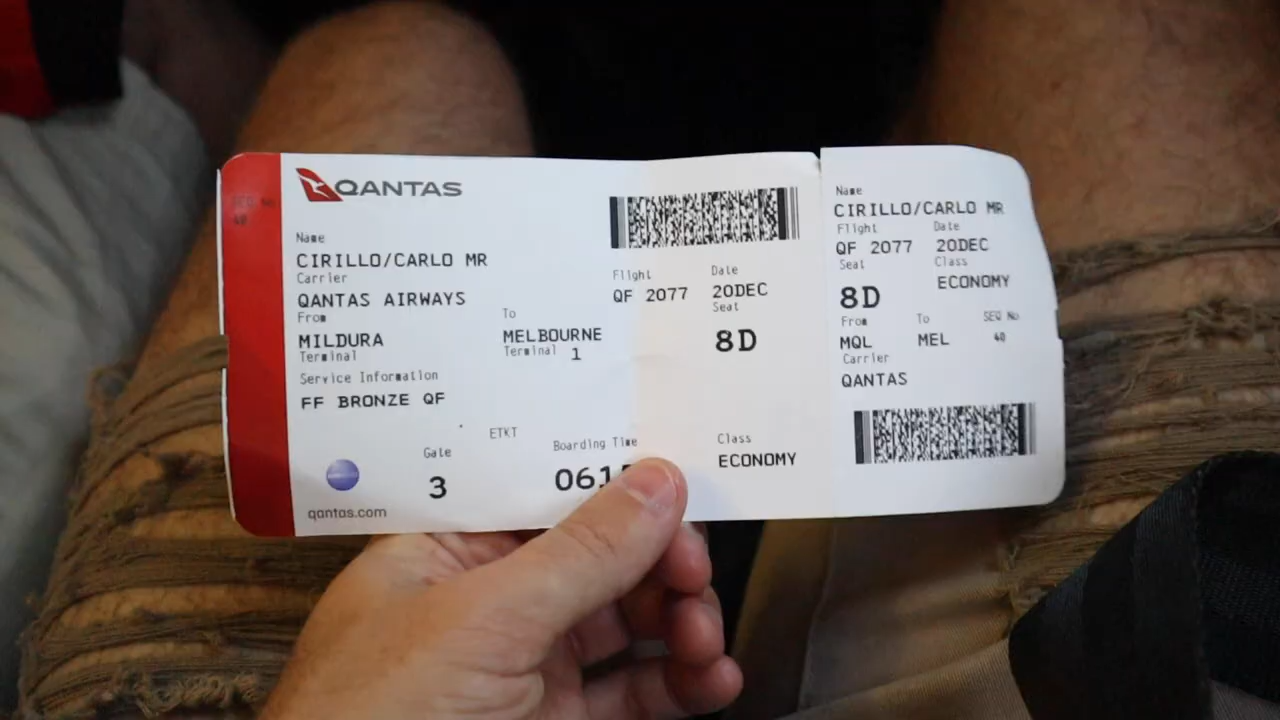 SEQ No
40
QANTAS
Name
CIRILLO/CARLO MR
Carrier
QANTAS AIRWAYS
From
To
MILDURA
MELBOURNE
Terminal
Terminal 1
Service Information
FF BRONZE QF
ETKT
Gate
Boarding Time
3
qantas.com
Flight
Date
QF 2077
20DEC
Seat
8D
Class
ECONOMY
Name
CIRILLO/CARLO MR
Flight
Date
QF 2077
20DEC
Seat
Class
8D
ECONOMY
From
To
SEQ No
MQL
MEL
40
Carrier
QANTAS